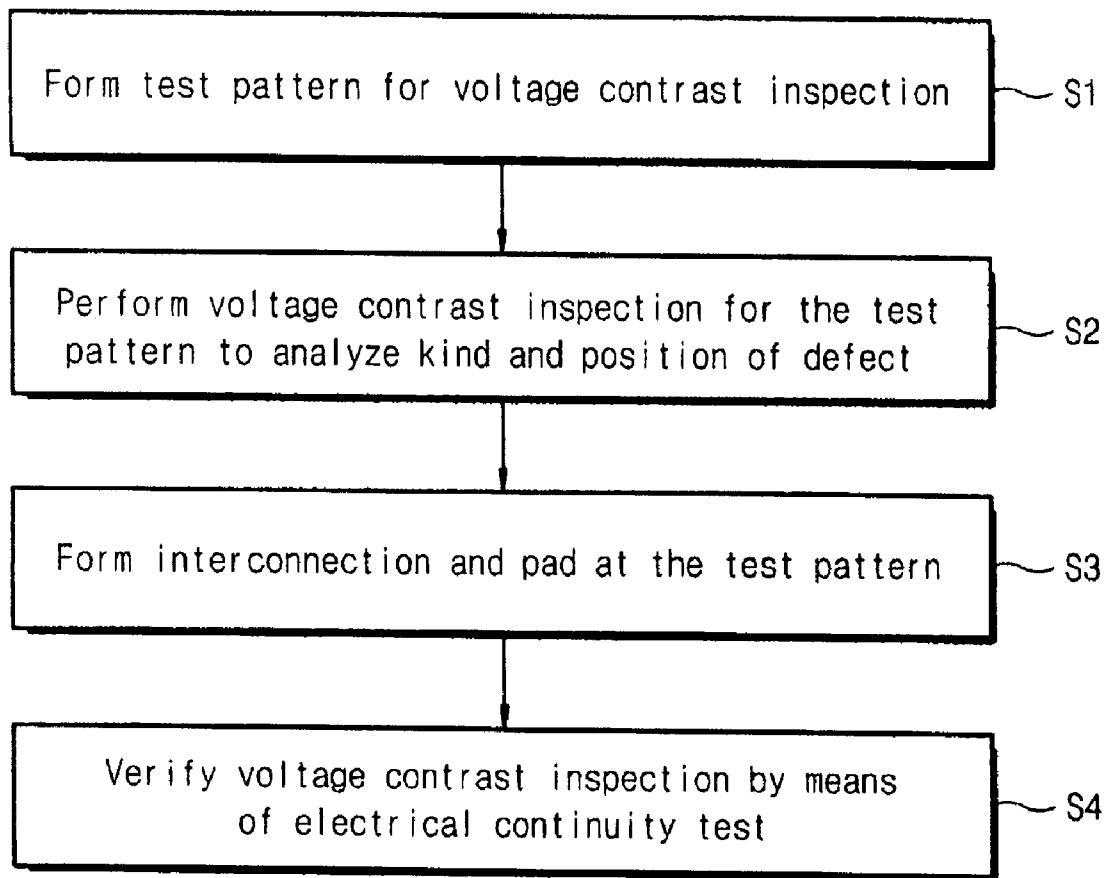 Form test pattern for voltage contrast inspection
S1
Perform voltage contrast inspection for the test
pattern to analyze kind and position of defect
S2
Form interconnection and pad at the test pattern
S3
Verify voltage contrast inspection by means
of electrical continuity test
S4